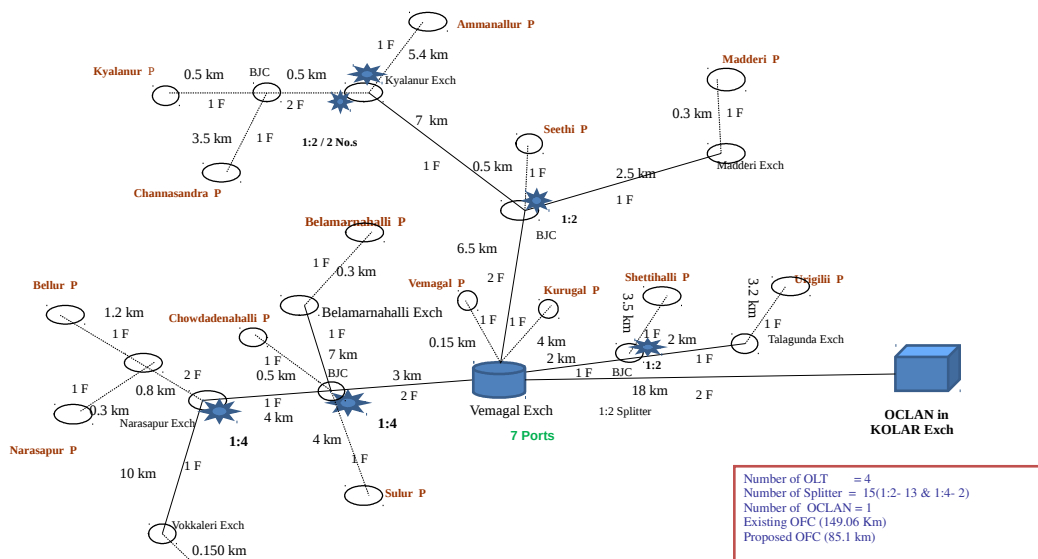 Ammanallur P
1 F
5.4 km
Kyalanur P
0.5 km
BJC
0.5 km
Kyalanur Exch
Madderi P
1 F
2 F
7 km
Seethi P
0.3 km
1 F
3.5 km
1 F
1:2 / 2 No.s
1 F
0.5 km
1 F
2.5 km
Madderi Exch
Channasandra P
1 F
1:2
BJC
Belamarnahalli P
6.5 km
1 F
0.3 km
2 F
Vemagal P
Kurugal P
Shettihalli P
Urigilii P
Bellur P
1.2 km
Chowdadenahalli P
Belamarnahalli Exch
1 F
1 F
3.5 km
3.2 km
1 F
1 F
1 F
1 F
0.15 km
4 km
1 F
2 km
Talagunda Exch
1 F
7 km
2 km
1:2
1 F
0.5 km
BJC
3 km
1 F
BJC
1 F
2 F
0.8 km
1 F
2 F
18 km
2 F
0.3 km
4 km
Vemagal Exch
1:2 Splitter
Narasapur Exch
1:4
1:4
OCLAN in
KOLAR Exch
Narasapur P
4 km
7 Ports
1 F
10 km
1 F
Sulur P
Vokkaleri Exch
0.150 km
Number of OLT = 4
Number of Splitter = 15(1:2- 13 & 1:4- 2)
Number of OCLAN = 1
Existing OFC (149.06 Km)
Proposed OFC (85.1 km)